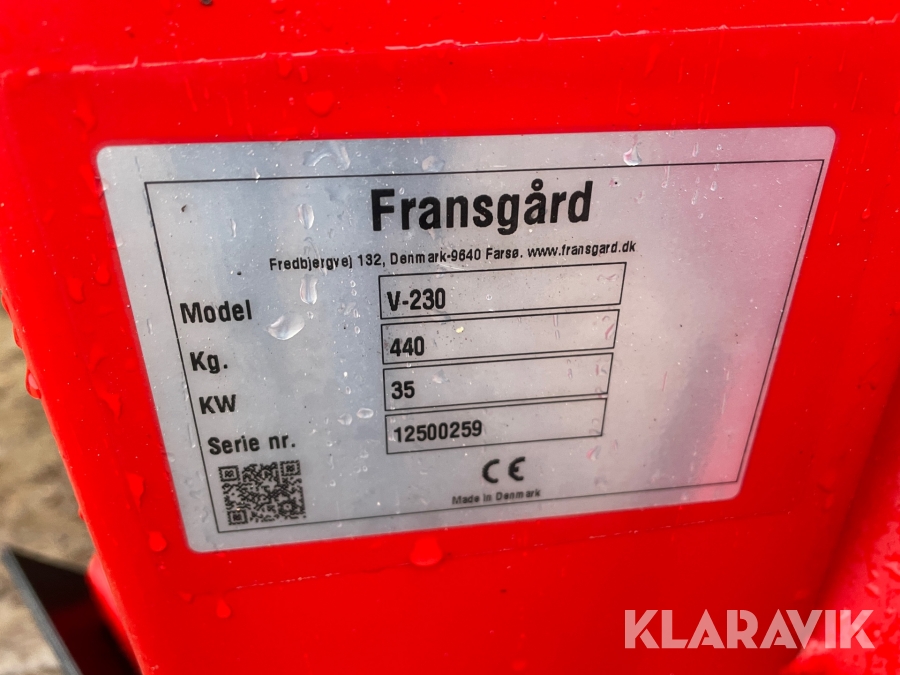 Fransgård
Fredbjergvej 132, Denmark-9640 Farsø. www.fransgard.dk
Model V-230
Kg. 440
KW 35
Serie nr. 12500259
CE
Made in Denmark
KLARAVIK